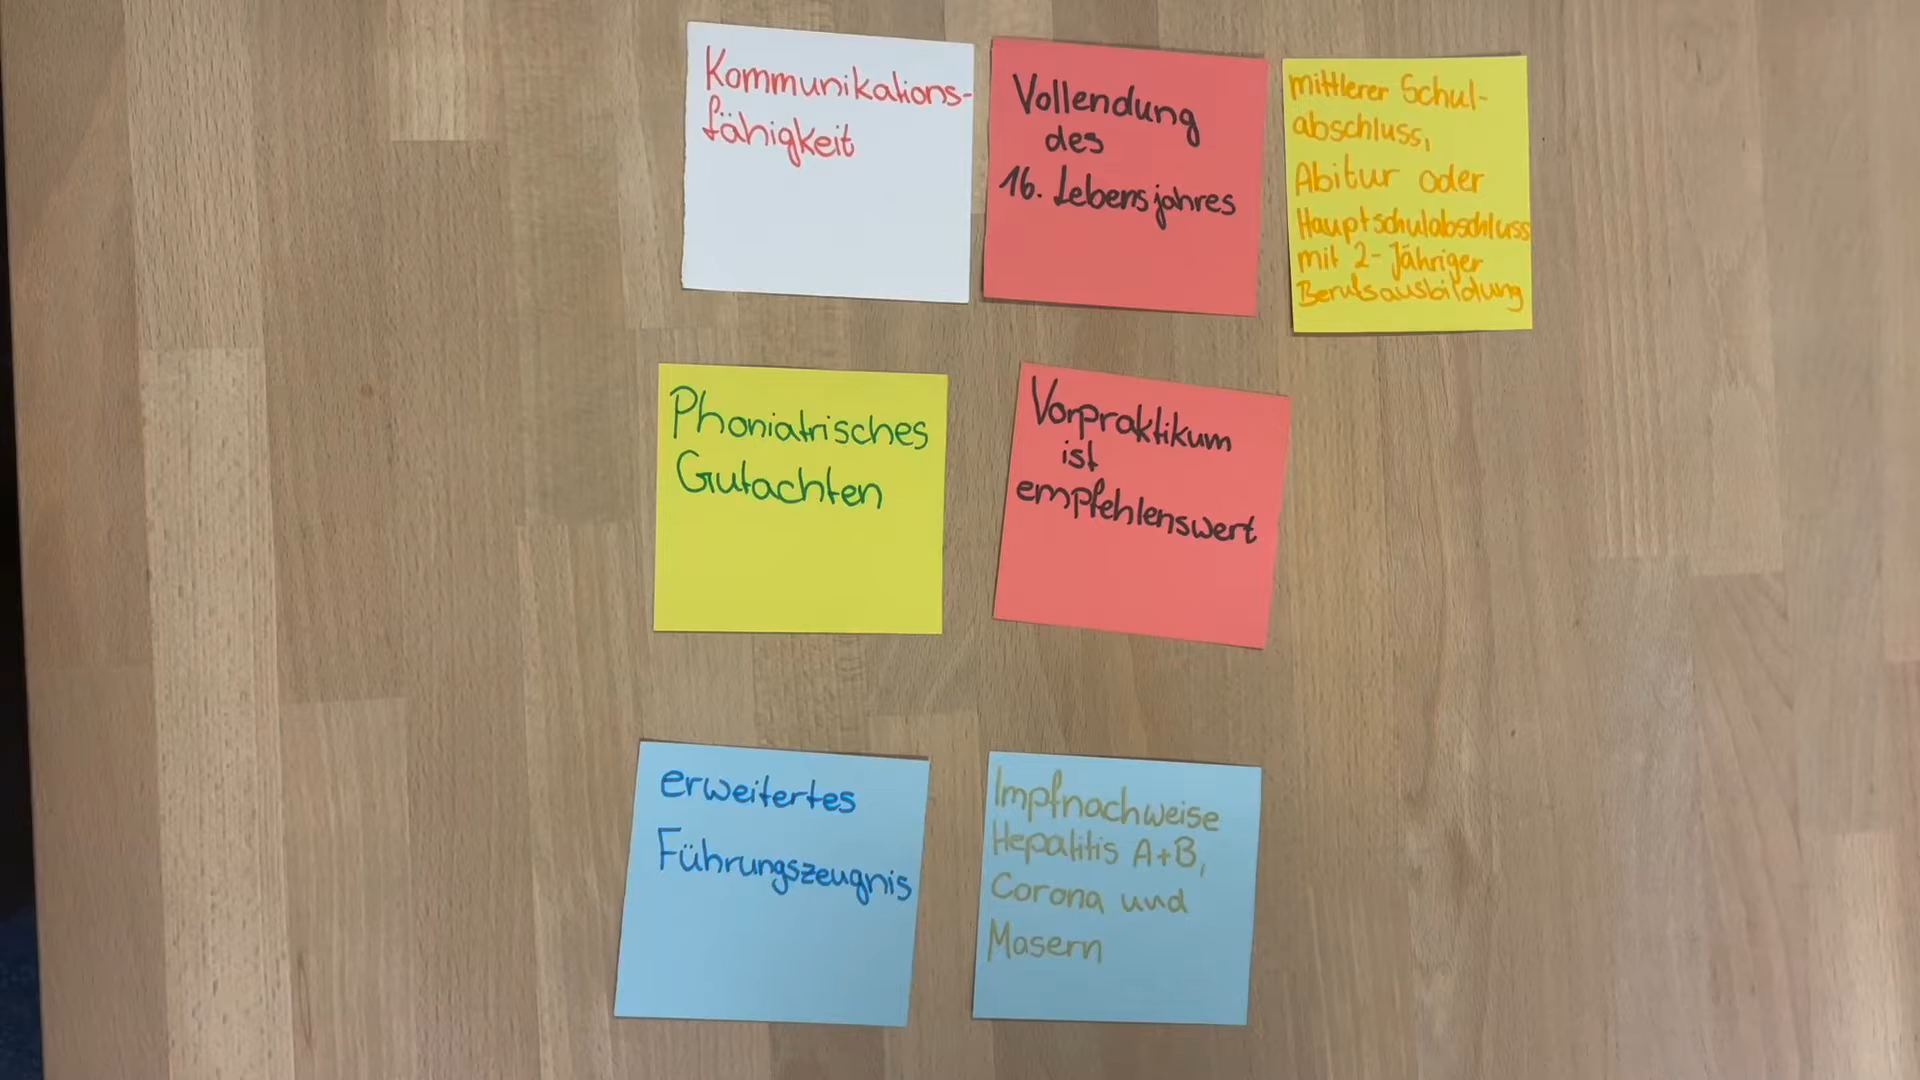 Kommunikations-
fähigkeit
Vollendung
des
16. Lebensjahres
mittlerer Schul-
abschluss,
Abitur oder
Hauptschulabschluss
mit 2-Jähriger
Berufsausbildung
Phoniatrisches
Gutachten
Vorpraktikum
ist
empfehlenswert
erweitertes
Führungszeugnis
Impfnachweise
Hepatitis A+B,
Corona und
Masern